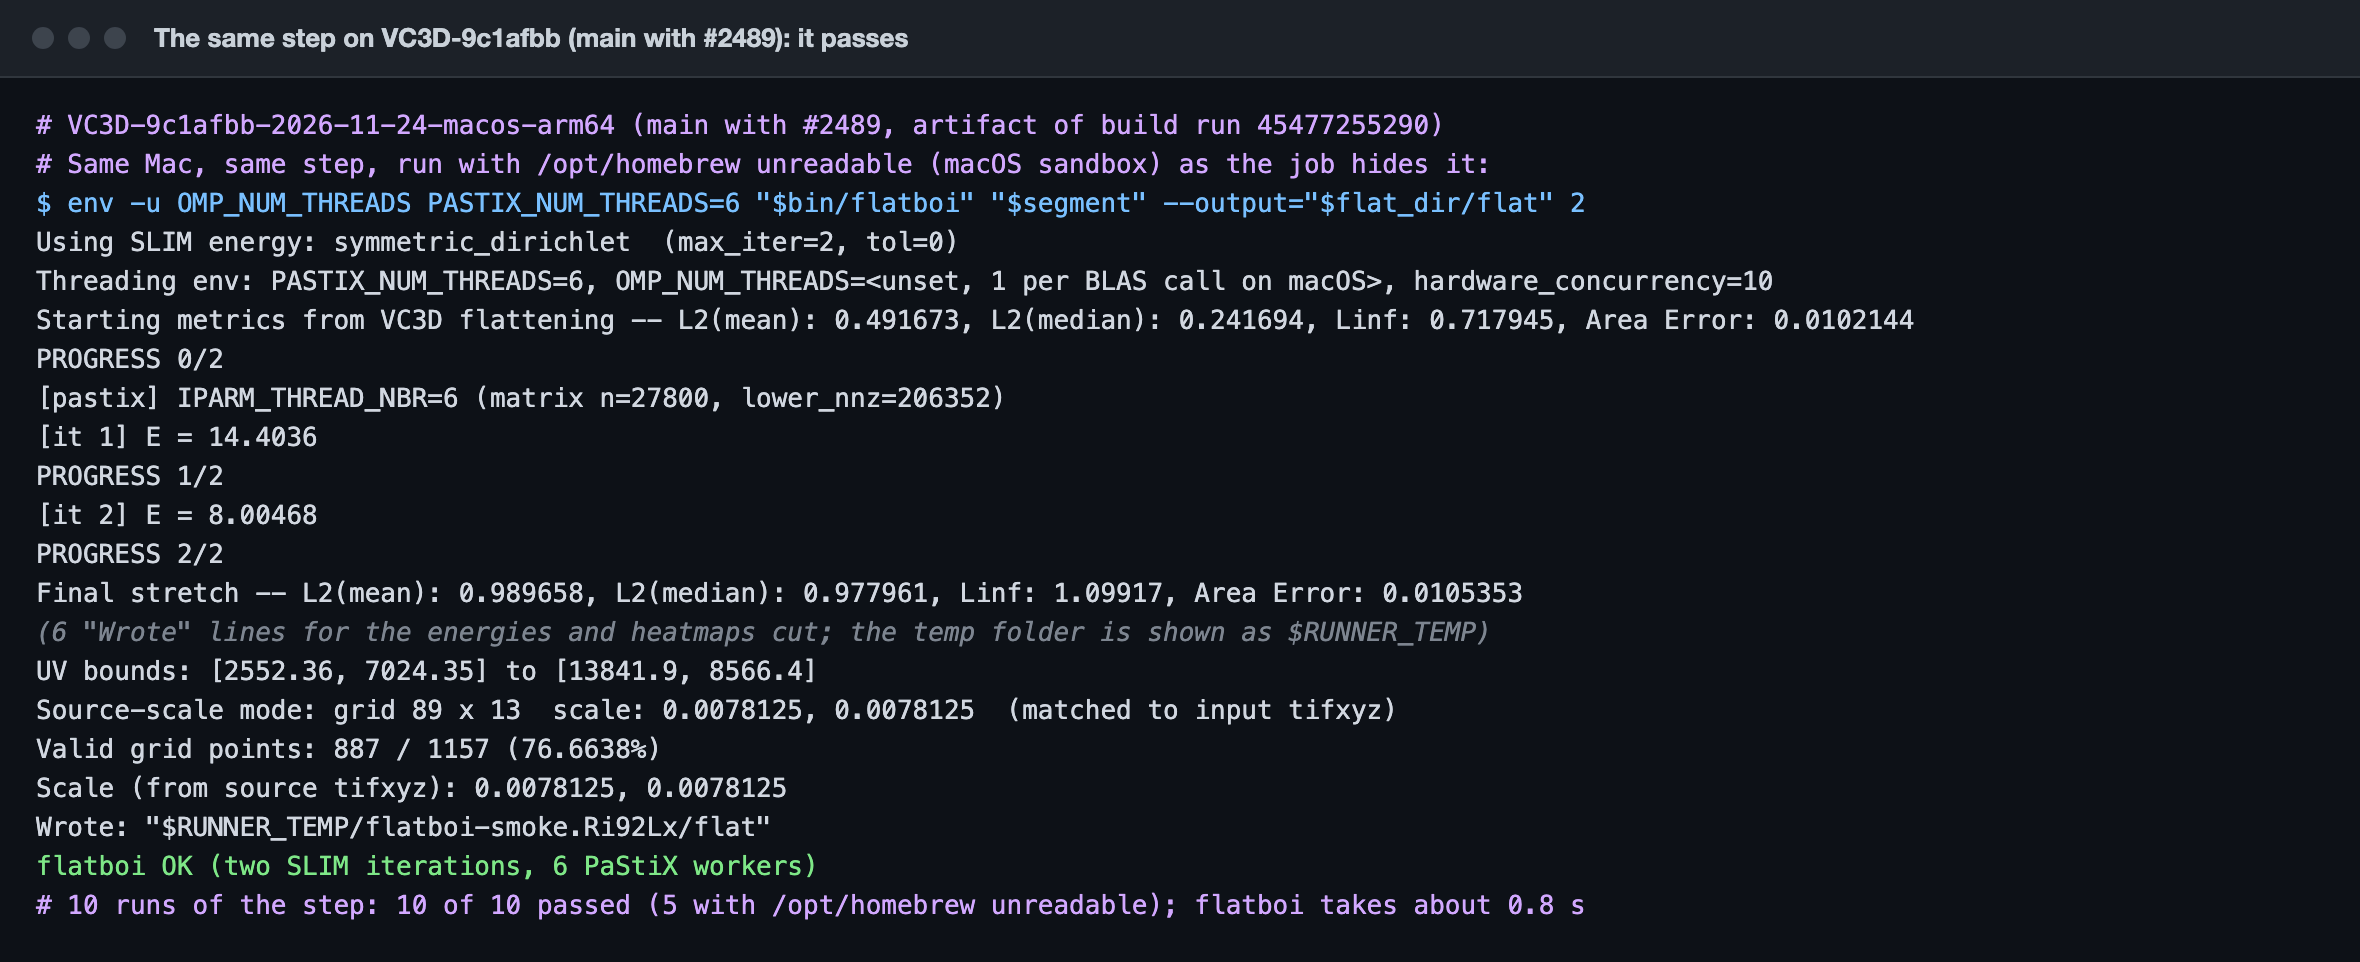 The same step on VC3D-9c1afbb (main with #2489): it passes
# VC3D-9c1afbb-2026-11-24-macos-arm64 (main with #2489, artifact of build run 45477255290)
# Same Mac, same step, run with /opt/homebrew unreadable (macOS sandbox) as the job hides it:
$ env -u OMP_NUM_THREADS PASTIX_NUM_THREADS=6 "$bin/flatboi" "$segment" --output="$flat_dir/flat" 2
Using SLIM energy: symmetric_dirichlet  (max_iter=2, tol=0)
Threading env: PASTIX_NUM_THREADS=6, OMP_NUM_THREADS=<unset, 1 per BLAS call on macOS>, hardware_concurrency=10
Starting metrics from VC3D flattening -- L2(mean): 0.491673, L2(median): 0.241694, Linf: 0.717945, Area Error: 0.0102144
PROGRESS 0/2
[pastix] IPARM_THREAD_NBR=6 (matrix n=27800, lower_nnz=206352)
[it 1] E = 14.4036
PROGRESS 1/2
[it 2] E = 8.00468
PROGRESS 2/2
Final stretch -- L2(mean): 0.989658, L2(median): 0.977961, Linf: 1.09917, Area Error: 0.0105353
(6 "Wrote" lines for the energies and heatmaps cut; the temp folder is shown as $RUNNER_TEMP)
UV bounds: [2552.36, 7024.35] to [13841.9, 8566.4]
Source-scale mode: grid 89 x 13  scale: 0.0078125, 0.0078125  (matched to input tifxyz)
Valid grid points: 887 / 1157 (76.6638%)
Scale (from source tifxyz): 0.0078125, 0.0078125
Wrote: "$RUNNER_TEMP/flatboi-smoke.Ri92Lx/flat"
flatboi OK (two SLIM iterations, 6 PaStiX workers)
# 10 runs of the step: 10 of 10 passed (5 with /opt/homebrew unreadable); flatboi takes about 0.8 s